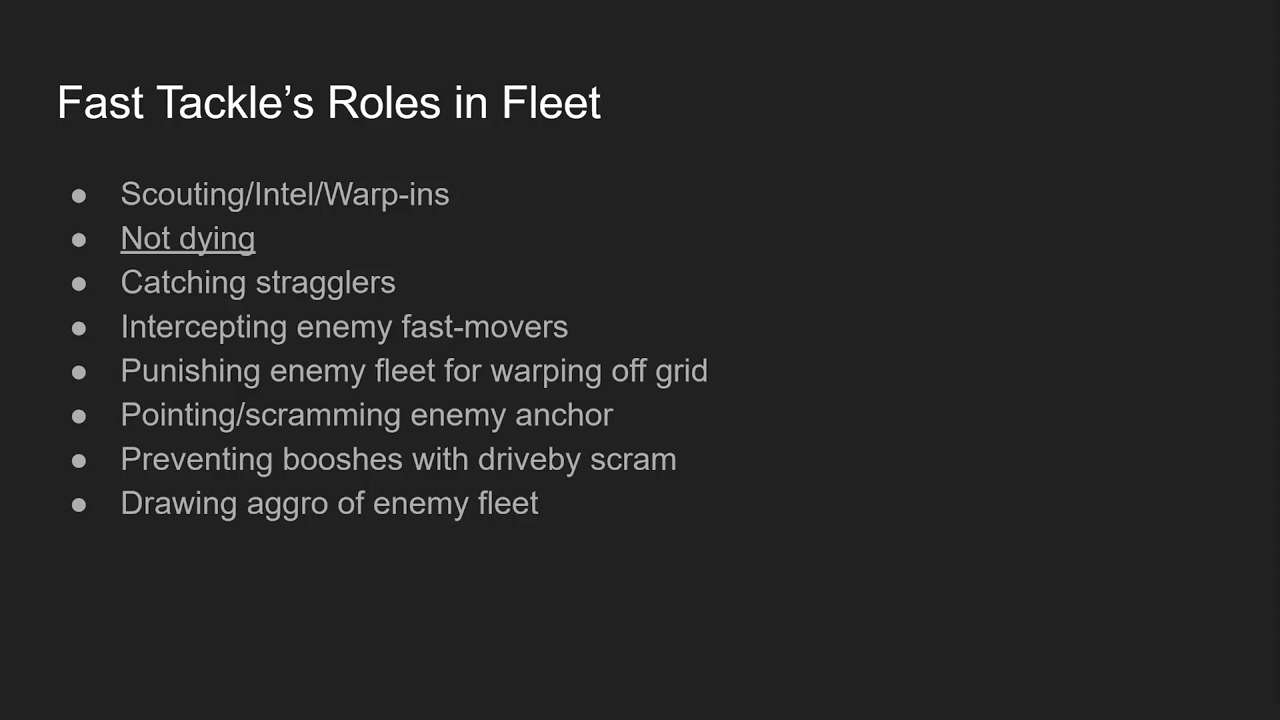 Fast Tackle’s Roles in Fleet
● Scouting/Intel/Warp-ins
● Not dying
● Catching stragglers
● Intercepting enemy fast-movers
● Punishing enemy fleet for warping off grid
● Pointing/scramming enemy anchor
● Preventing booshes with driveby scram
● Drawing aggro of enemy fleet